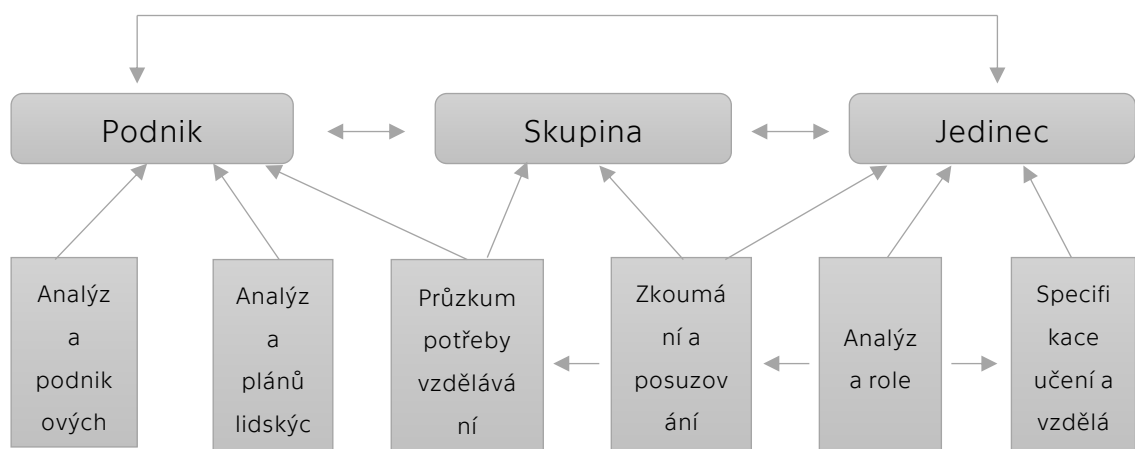 Podnik
Skupina
Jedinec
Analýz
a
podnik
ových
Analýz
a
plánů
lidskýc
Průzkum
potřeby
vzdělává
ní
Zkoumá
ní a
posuzov
ání
Analýz
a role
Specifi
kace
učení a
vzdělá